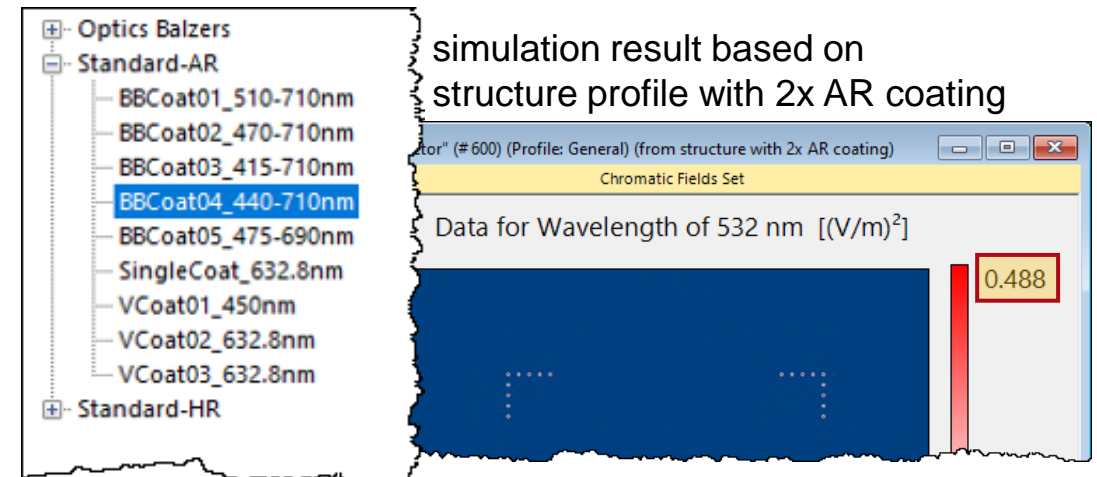 Optics Balzers
Standard-AR
BBCoat01_510-710nm
BBCoat02_470-710nm
BBCoat03_415-710nm
BBCoat04_440-710nm
BBCoat05_475-690nm
SingleCoat_632.8nm
VCoat01_450nm
VCoat02_632.8nm
VCoat03_632.8nm
Standard-HR
simulation result based on
structure profile with 2x AR coating
tor" (# 600) (Profile: General) (from structure with 2x AR coating)
Chromatic Fields Set
Data for Wavelength of 532 nm [(V/m)²]
0.488